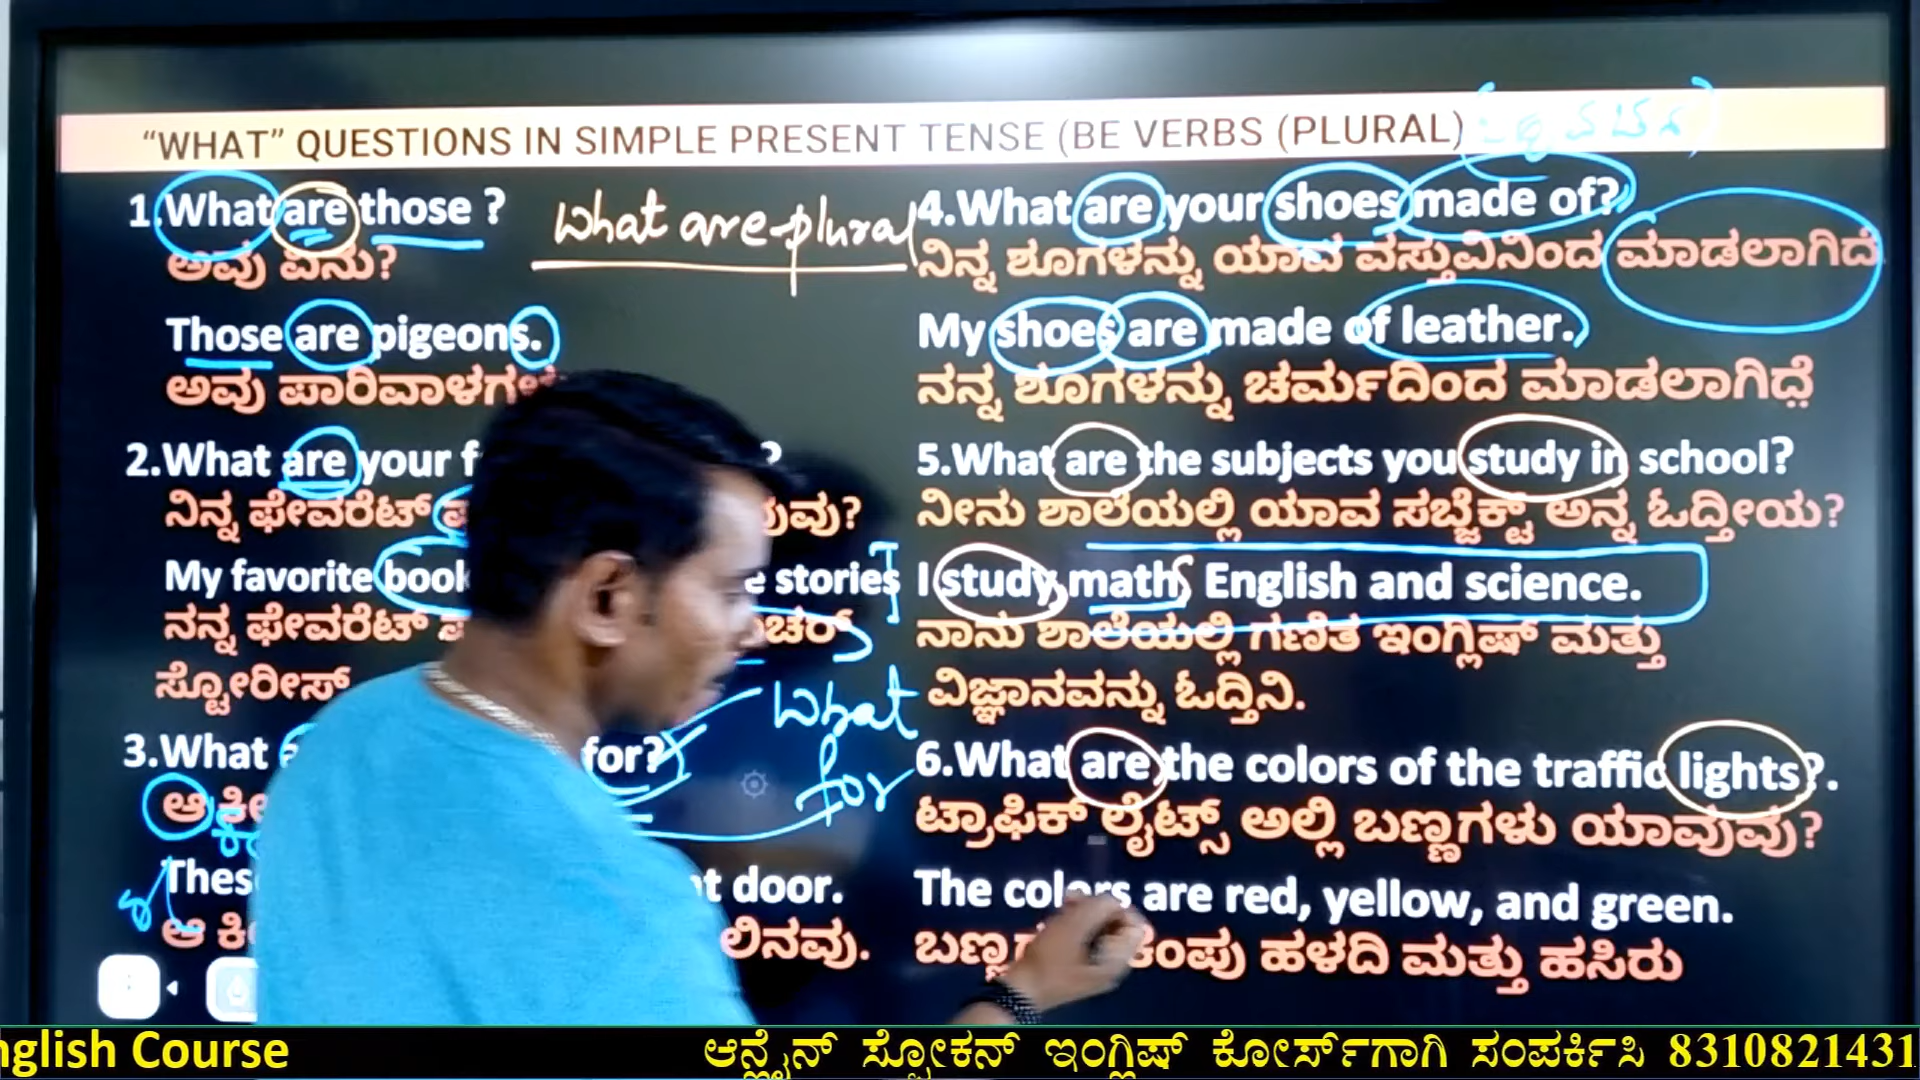 “WHAT” QUESTIONS IN SIMPLE PRESENT TENSE (BE VERBS (PLURAL)
1.What are those ?
ಅವು ಏನು?
What are-plural
Those are pigeons.
ಅವು
2.What are your
?
ನಿನ್ನ ಫೇವರೆಟ್
My favorite
stories
ನನ್ನ ಫೇವರೆಟ್
ಸ್ಟೋರೀಸ್
What
for
3.What
for?
ಆ
door.
ಆ
4.What are your shoes made of?
ನಿನ್ನ ಶೂಗಳನ್ನು ಯಾವ ವಸ್ತುವಿನಿಂದ ಮಾಡಲಾಗಿದೆ
My shoes are made of leather.
ನನ್ನ ಶೂಗಳನ್ನು ಚರ್ಮದಿಂದ ಮಾಡಲಾಗಿದೆ
5.What are the subjects you study in school?
ನೀನು ಶಾಲೆಯಲ್ಲಿ ಯಾವ ಸಬ್ಜೆಕ್ಟ್ ಅನ್ನ ಓದ್ತೀಯ?
I study math, English and science.
ನಾನು ಶಾಲೆಯಲ್ಲಿ ಗಣಿತ ಇಂಗ್ಲಿಷ್ ಮತ್ತು
ವಿಜ್ಞಾನವನ್ನು ಓದ್ತಿನಿ.
6.What are the colors of the traffic lights?.
ಟ್ರಾಫಿಕ್ ಲೈಟ್ಸ್ ಅಲ್ಲಿ ಬಣ್ಣಗಳು ಯಾವುವು?
The colors are red, yellow, and green.
ಹಳದಿ ಮತ್ತು ಹಸಿರು
Course
ಆನ್ಲೈನ್ ಸ್ಪೋಕನ್ ಇಂಗ್ಲಿಷ್ ಕೋರ್ಸ್‌ಗಾಗಿ ಸಂಪರ್ಕಿಸಿ 8310821431